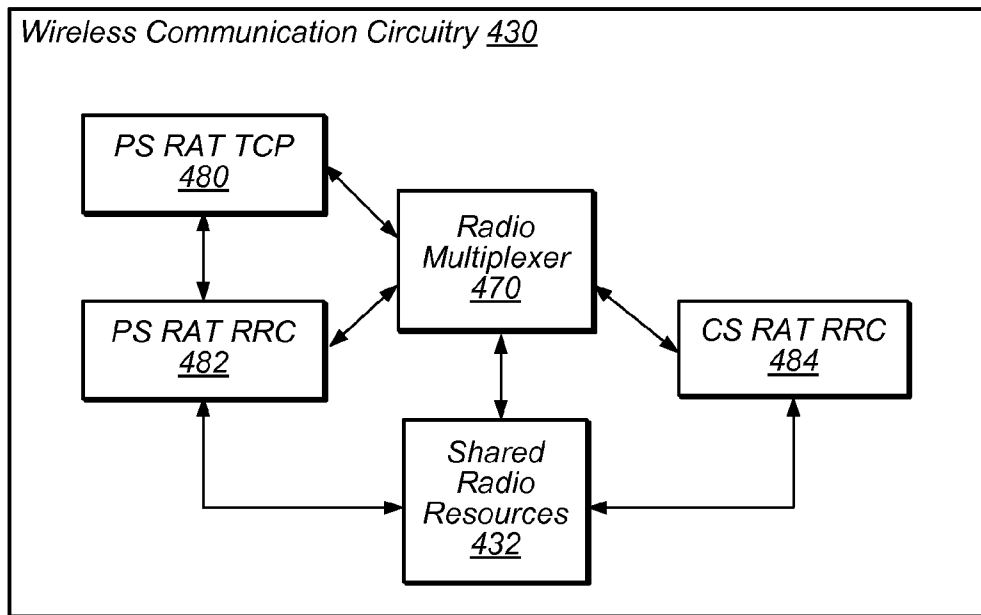 Wireless Communication Circuitry 430
PS RAT TCP
480
Radio
Multiplexer
470
PS RAT RRC
482
CS RAT RRC
484
Shared
Radio
Resources
432